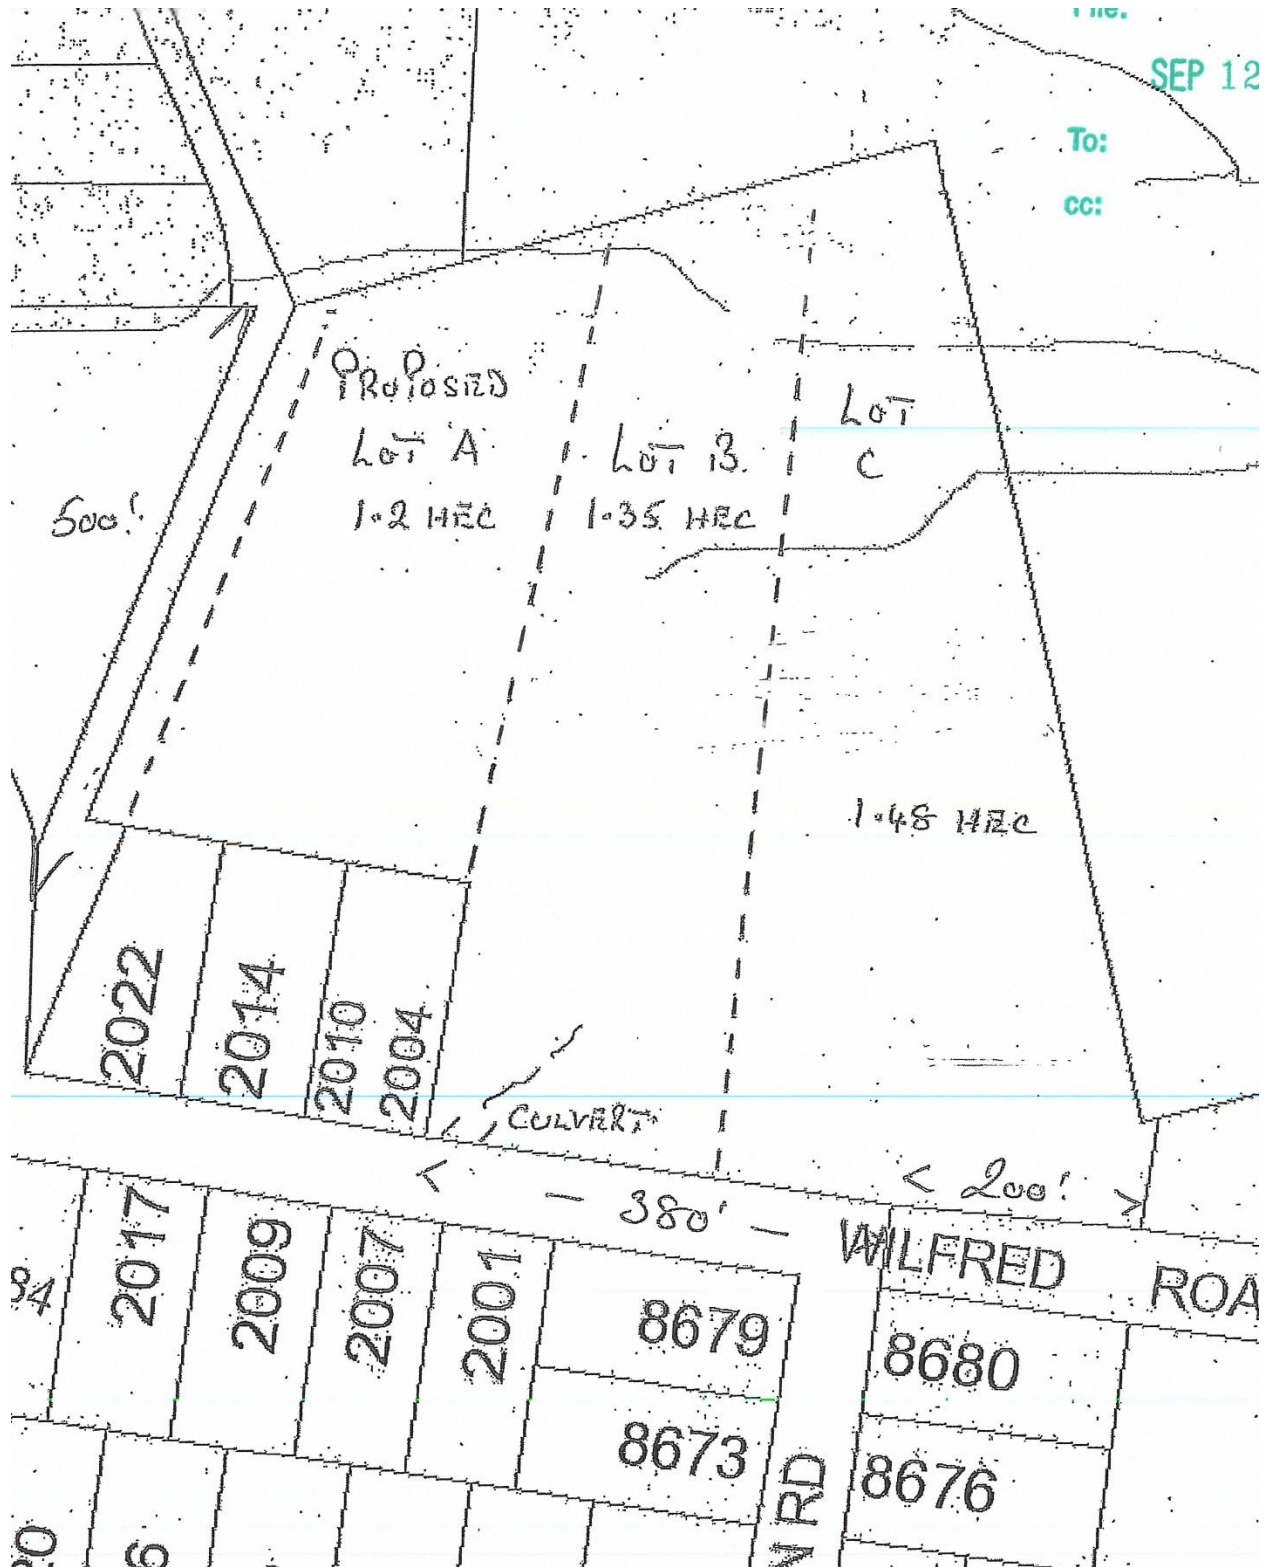 SEP 12
To:
cc:
PROPOSED
LOT A
1.2 HEC
LOT B.
1.35 HEC
LOT
C
500'
1.48 HEC
2022
2014
2010
2004
CULVERT
< - 380' -
< 200' >
WILFRED ROA
2017
2009
2007
2001
8679
8680
8673
8676
N RD